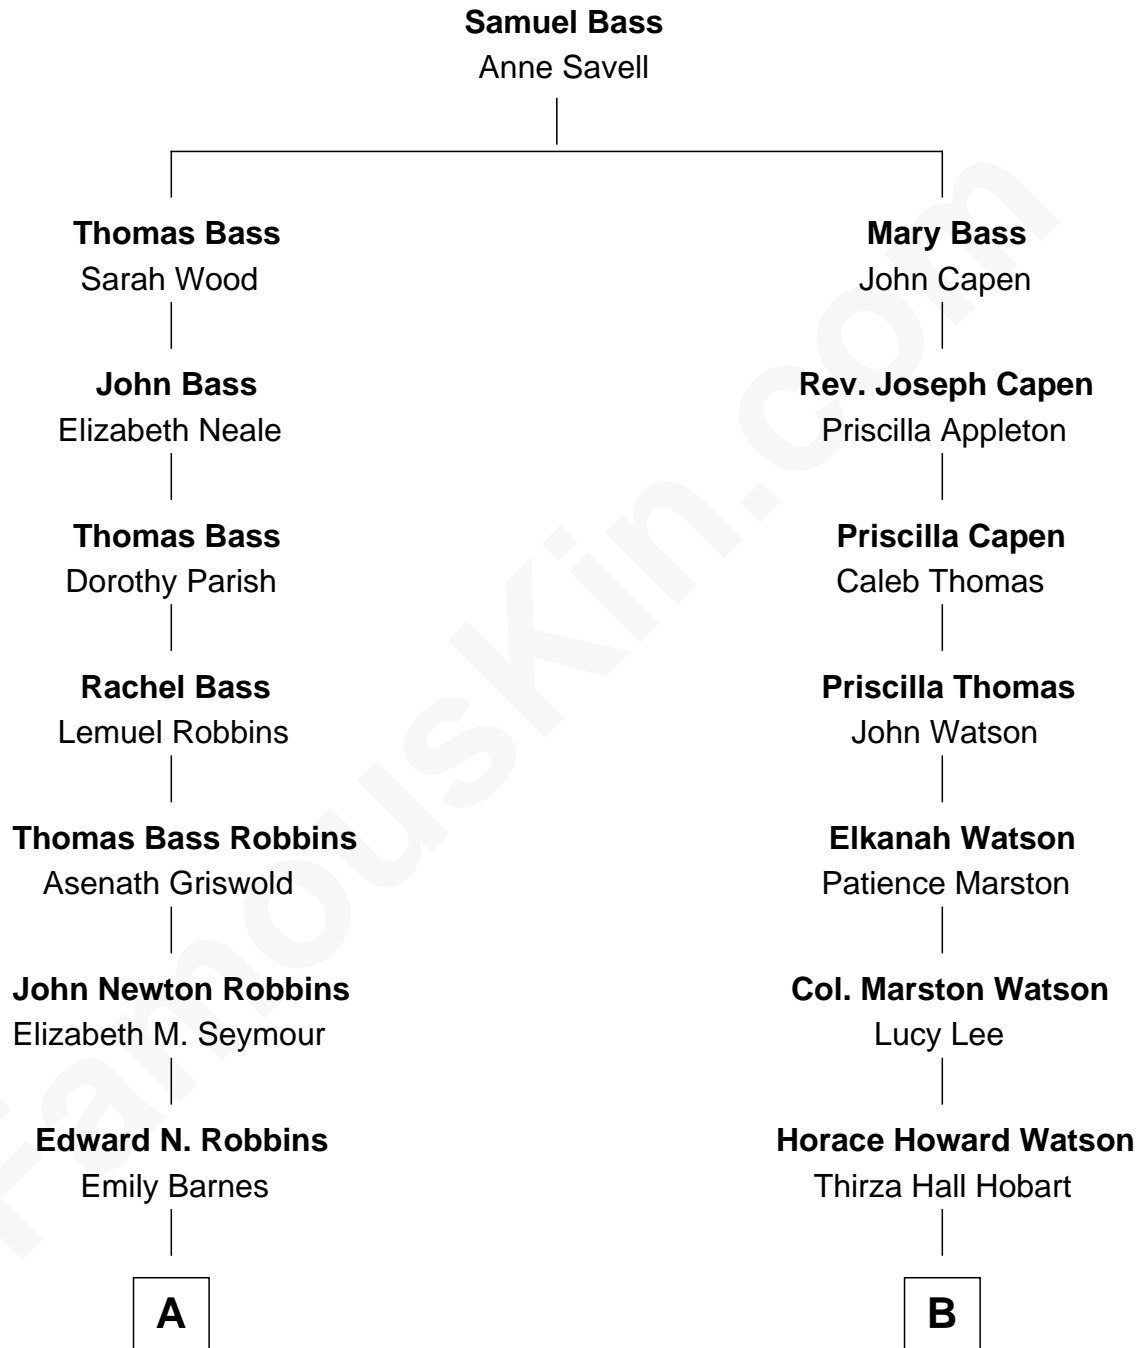 Samuel Bass
Anne Savell
Thomas Bass
Sarah Wood
Mary Bass
John Capen
John Bass
Elizabeth Neale
Rev. Joseph Capen
Priscilla Appleton
Thomas Bass
Dorothy Parish
Priscilla Capen
Caleb Thomas
Rachel Bass
Lemuel Robbins
Priscilla Thomas
John Watson
Thomas Bass Robbins
Asenath Griswold
Elkanah Watson
Patience Marston
John Newton Robbins
Elizabeth M. Seymour
Col. Marston Watson
Lucy Lee
Edward N. Robbins
Emily Barnes
Horace Howard Watson
Thirza Hall Hobart
A
B
FamousKin.com